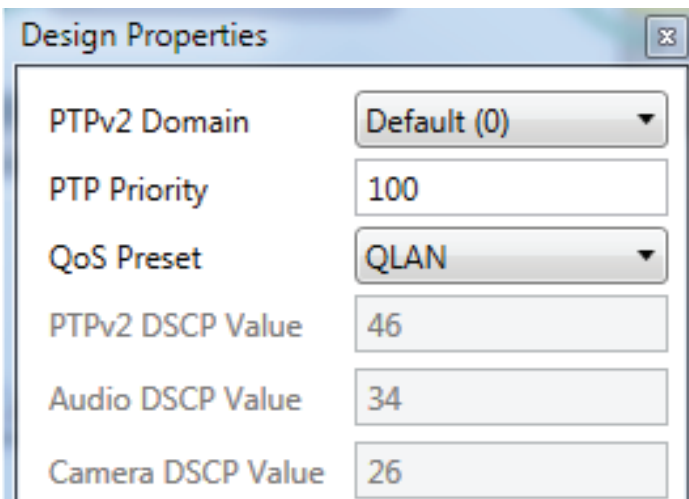 Design Properties
PTPv2 Domain Default (0)
PTP Priority 100
QoS Preset QLAN
PTPv2 DSCP Value 46
Audio DSCP Value 34
Camera DSCP Value 26